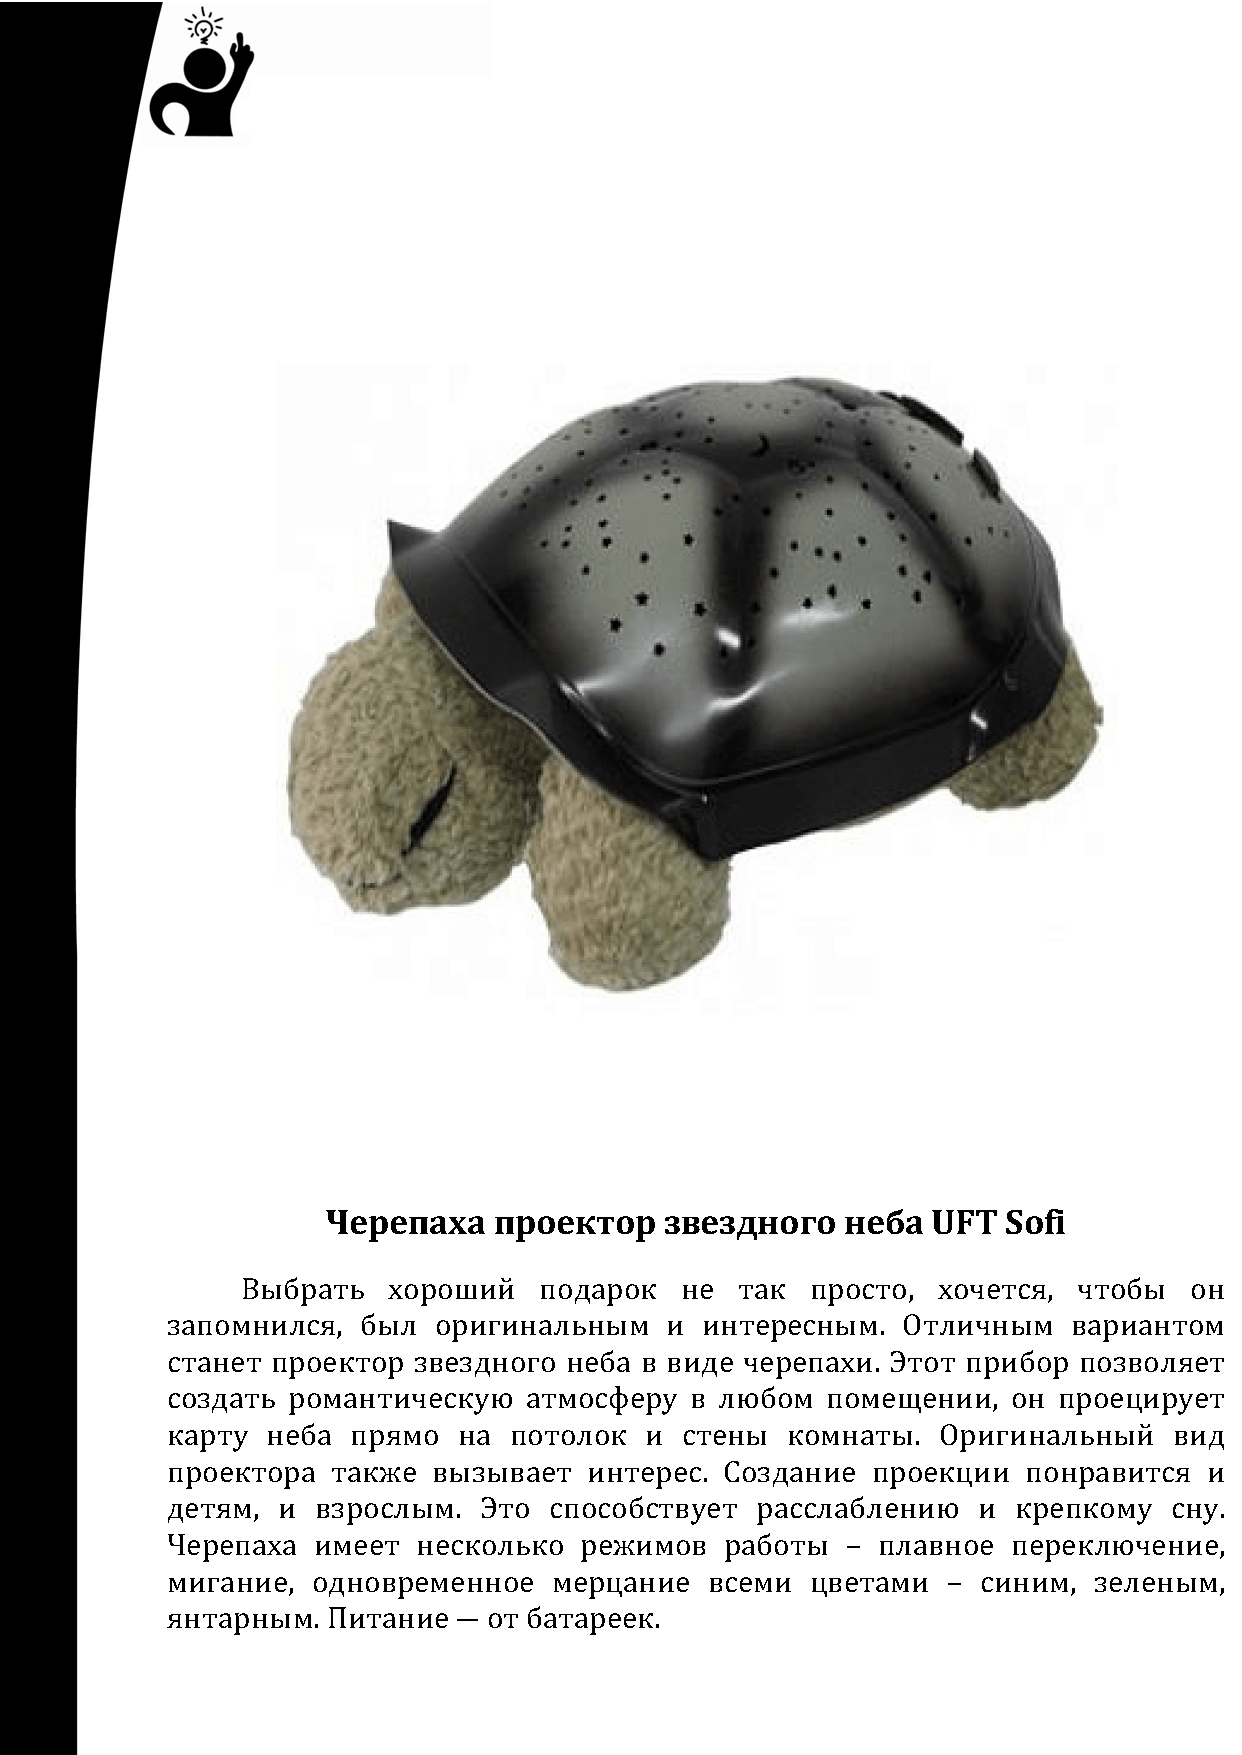 Черепаха проектор звездного неба UFT Sofi
Выбрать хороший подарок не так просто, хочется, чтобы он
запомнился, был оригинальным и интересным. Отличным вариантом
станет проектор звездного неба в виде черепахи. Этот прибор позволяет
создать романтическую атмосферу в любом помещении, он проецирует
карту неба прямо на потолок и стены комнаты. Оригинальный вид
проектора также вызывает интерес. Создание проекции понравится и
детям, и взрослым. Это способствует расслаблению и крепкому сну.
Черепаха имеет несколько режимов работы – плавное переключение,
мигание, одновременное мерцание всеми цветами – синим, зеленым,
янтарным. Питание — от батареек.